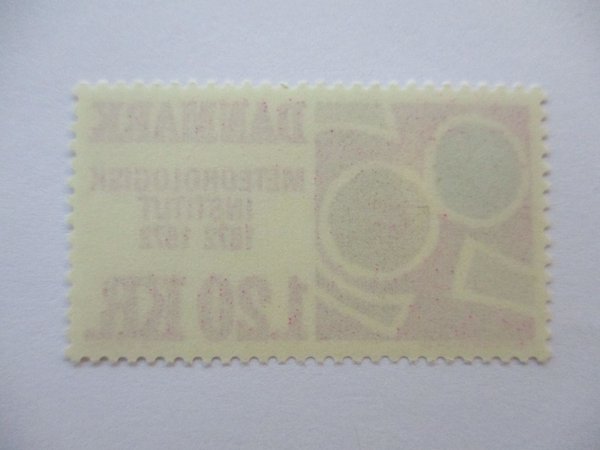 DANMARK
METEOROLOGISK
INSTITUT
1872 1972
1.20 KR.